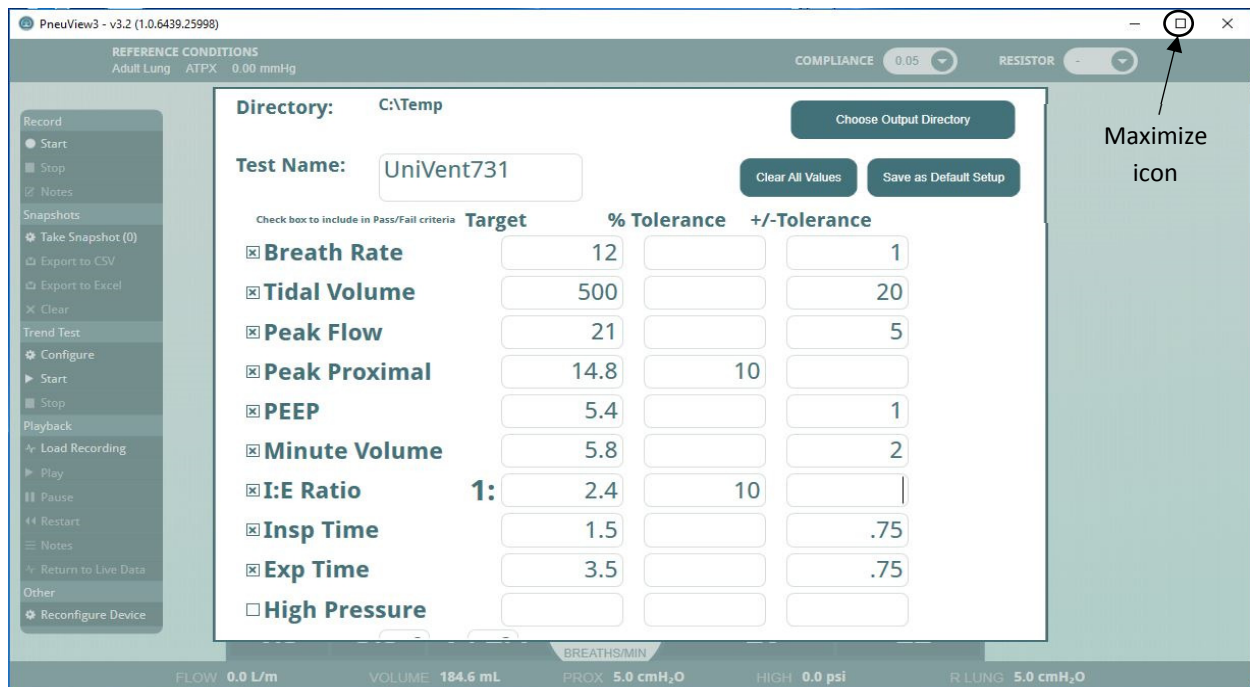 PneuView3 - v3.2 (1.0.6439.25998)
REFERENCE CONDITIONS
Adult Lung ATPX 0.00 mmHg
COMPLIANCE 0.05
RESISTOR -
Maximize
icon
Record
Start
Stop
Notes
Snapshots
Take Snapshot (0)
Export to CSV
Export to Excel
Clear
Trend Test
Configure
Start
Stop
Playback
Load Recording
Play
Pause
Restart
Notes
Return to Live Data
Other
Reconfigure Device
Directory: C:\Temp
Choose Output Directory
Test Name: UniVent731
Clear All Values
Save as Default Setup
Check box to include in Pass/Fail criteria Target % Tolerance +/-Tolerance
Breath Rate 12 1
Tidal Volume 500 20
Peak Flow 21 5
Peak Proximal 14.8 10
PEEP 5.4 1
Minute Volume 5.8 2
I:E Ratio 1: 2.4 10
Insp Time 1.5 .75
Exp Time 3.5 .75
High Pressure
BREATHS/MIN
FLOW 0.0 L/m VOLUME 184.6 mL PROX 5.0 cmH₂O HIGH 0.0 psi R LUNG 5.0 cmH₂O